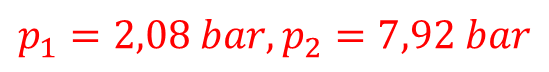 p₁ = 2,08 bar, p₂ = 7,92 bar